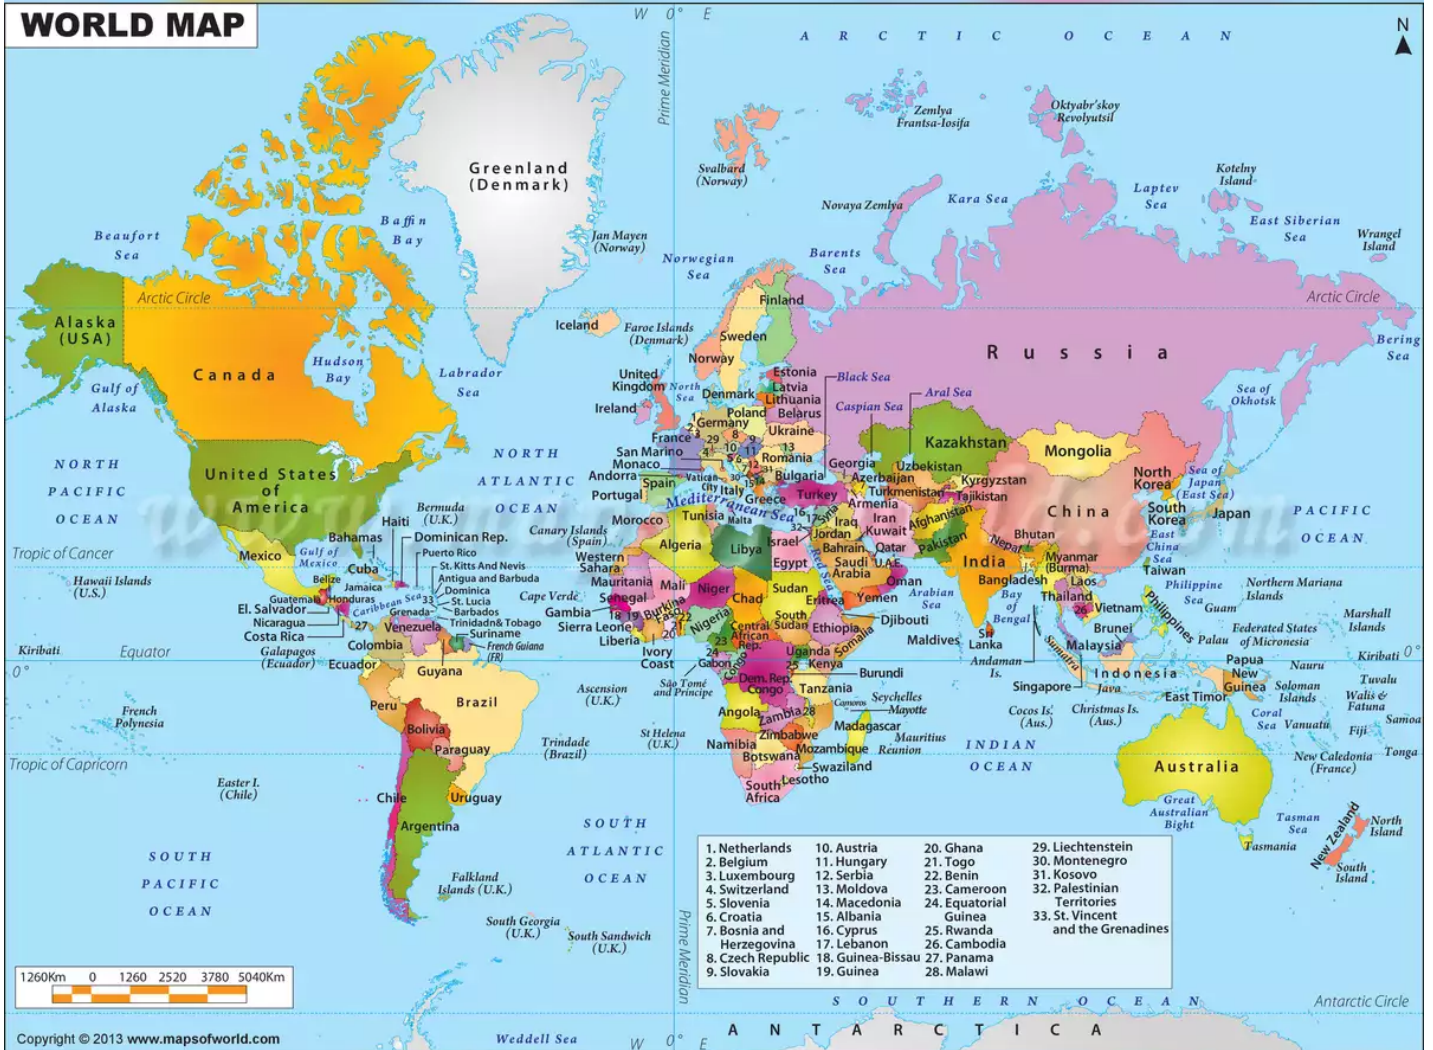 WORLD MAP
W 0° E
N
ARCTIC OCEAN
Prime Meridian
Greenland
(Denmark)
Svalbard
(Norway)
Zemlya
Frantsa-Iosifa
Oktyabr'skoy
Revolyutsil
Kotelny
Island
Novaya Zemlya
Kara Sea
Laptev
Sea
East Siberian
Sea
Wrangel
Island
Beaufort
Sea
Baffin
Bay
Jan Mayen
(Norway)
Norwegian
Sea
Barents
Sea
Arctic Circle
Arctic Circle
Alaska
(USA)
Canada
Hudson
Bay
Labrador
Sea
Gulf of
Alaska
Iceland
Faroe Islands
(Denmark)
Finland
Sweden
Norway
Russia
Bering
Sea
Sea of
Okhotsk
United
Kingdom
North
Sea
Ireland
Denmark
Estonia
Latvia
Lithuania
Belarus
Poland
Germany
Ukraine
Black Sea
Caspian Sea
Aral Sea
France
San Marino
Monaco
Andorra
Portugal
Spain
Vatican
City
Italy
Romania
Bulgaria
Greece
Georgia
Azerbaijan
Armenia
Turkey
Kazakhstan
Uzbekistan
Turkmenistan
Kyrgyzstan
Tajikistan
Mongolia
North
Korea
South
Korea
Sea of
Japan
(East Sea)
Japan
China
United States
of
America
NORTH
PACIFIC
OCEAN
NORTH
ATLANTIC
OCEAN
PACIFIC
OCEAN
www.mapsofworld.com
Mediterranean Sea
Morocco
Tunisia
Malta
Canary Islands
(Spain)
Algeria
Libya
Israel
Syria
Iraq
Jordan
Iran
Kuwait
Bahrain
Qatar
Saudi
Arabia
U.A.E.
Oman
Yemen
Afghanistan
Pakistan
India
Nepal
Bhutan
Bangladesh
Myanmar
(Burma)
Laos
Thailand
Vietnam
East
China
Sea
Taiwan
Tropic of Cancer
Hawaii Islands
(U.S.)
Mexico
Gulf of
Mexico
Bermuda
(U.K.)
Haiti
Bahamas
Dominican Rep.
Puerto Rico
Cuba
St. Kitts And Nevis
Antigua and Barbuda
Dominica
St. Lucia
Barbados
Trinidad& Tobago
Belize
Jamaica
Guatemala
Honduras
El. Salvador
Nicaragua
Costa Rica
Caribbean Sea
Grenada
Venezuela
Suriname
French Guiana
(FR)
Colombia
Guyana
Galapagos
(Ecuador)
Ecuador
Kiribati
Equator
0°
Western
Sahara
Mauritania
Senegal
Cape Verde
Gambia
Sierra Leone
Liberia
Ivory
Coast
Mali
Burkina
Faso
Niger
Nigeria
Chad
Egypt
Red Sea
Sudan
Eritrea
South
Sudan
Ethiopia
Somalia
Djibouti
Central
African
Rep.
Gabon
Congo
Dem. Rep.
Congo
Uganda
Kenya
Burundi
Tanzania
São Tomé
and Principe
Arabian
Sea
Bay
of
Bengal
Maldives
Sri
Lanka
Andaman
Is.
Philippine
Sea
Philippines
Northern Mariana
Islands
Guam
Palau
Federated States
of Micronesia
Marshall
Islands
Nauru
Kiribati
0°
Brunei
Malaysia
Sumatra
Singapore
Indonesia
Java
East Timor
Papua
New
Guinea
Soloman
Islands
Tuvalu
Walis &
Fatuna
Samoa
Fiji
Vanuatu
Tonga
Coral
Sea
New Caledonia
(France)
Cocos Is.
(Aus.)
Christmas Is.
(Aus.)
Seychelles
Comoros
Mayotte
Madagascar
Mauritius
Reunion
Angola
Zambia
Zimbabwe
Mozambique
Namibia
Botswana
Swaziland
Lesotho
South
Africa
Ascension
(U.K.)
St Helena
(U.K.)
Trindade
(Brazil)
Brazil
Peru
Bolivia
Paraguay
Chile
Uruguay
Argentina
French
Polynesia
Tropic of Capricorn
Easter I.
(Chile)
INDIAN
OCEAN
Australia
Great
Australian
Bight
Tasman
Sea
Tasmania
New Zealand
North
Island
South
Island
SOUTH
PACIFIC
OCEAN
SOUTH
ATLANTIC
OCEAN
Falkland
Islands (U.K.)
South Georgia
(U.K.)
South Sandwich
(U.K.)
Prime Meridian
1. Netherlands
2. Belgium
3. Luxembourg
4. Switzerland
5. Slovenia
6. Croatia
7. Bosnia and
Herzegovina
8. Czech Republic
9. Slovakia
10. Austria
11. Hungary
12. Serbia
13. Moldova
14. Macedonia
15. Albania
16. Cyprus
17. Lebanon
18. Guinea-Bissau
19. Guinea
20. Ghana
21. Togo
22. Benin
23. Cameroon
24. Equatorial
Guinea
25. Rwanda
26. Cambodia
27. Panama
28. Malawi
29. Liechtenstein
30. Montenegro
31. Kosovo
32. Palestinian
Territories
33. St. Vincent
and the Grenadines
1260Km 0 1260 2520 3780 5040Km
SOUTHERN OCEAN
Antarctic Circle
ANTARCTICA
Weddell Sea
W 0° E
Copyright © 2013 www.mapsofworld.com